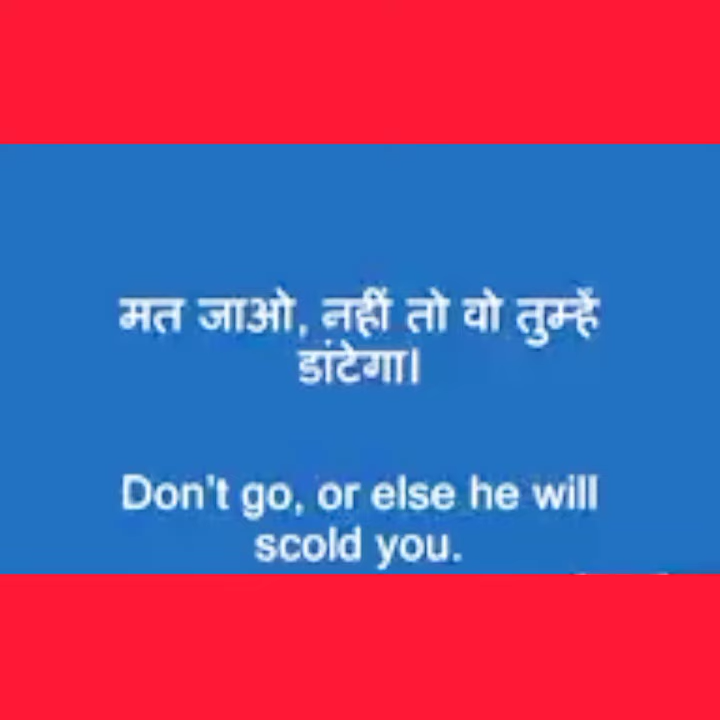 मत जाओ, नहीं तो वो तुम्हें
डांटेगा।
Don't go, or else he will
scold you.